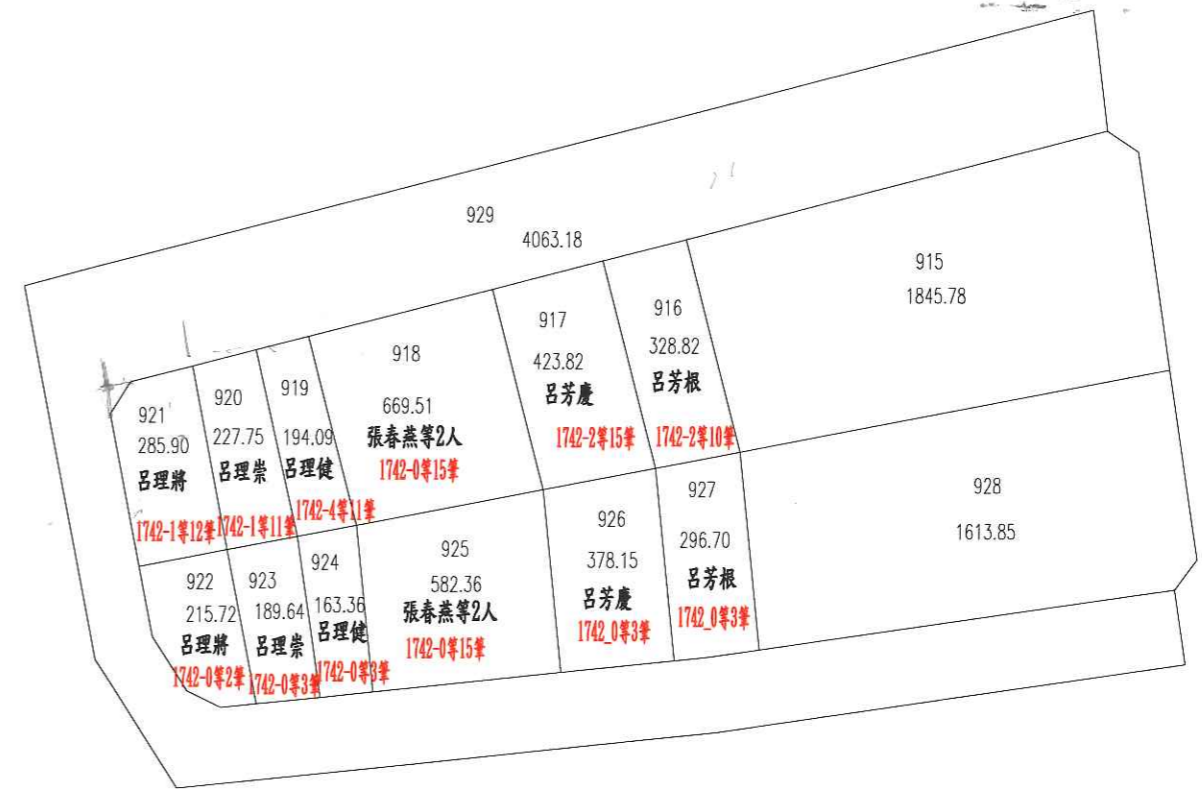 929
4063.18
915
1845.78
916
328.82
呂芳根
1742-2等10筆
917
423.82
呂芳慶
1742-2等15筆
918
669.51
張春燕等2人
1742-0等15筆
919
194.09
呂理健
1742-4等11筆
920
227.75
呂理崇
1742-1等11筆
921
285.90
呂理將
1742-1等12筆
922
215.72
呂理將
1742-0等2筆
923
189.64
呂理崇
1742-0等3筆
924
163.36
呂理健
1742-0等3筆
925
582.36
張春燕等2人
1742-0等15筆
926
378.15
呂芳慶
1742_0等3筆
927
296.70
呂芳根
1742_0等3筆
928
1613.85